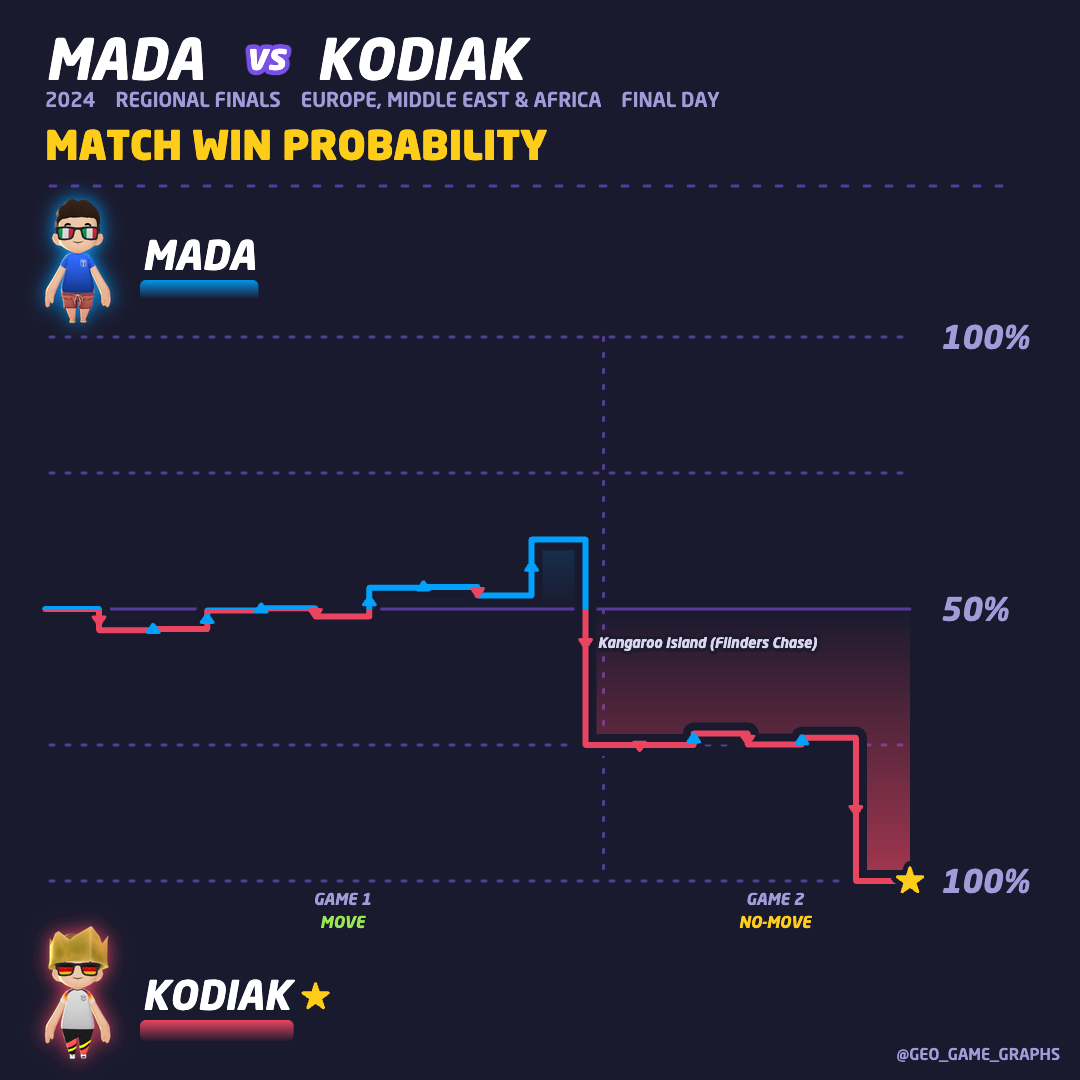 MADA VS KODIAK
2024 REGIONAL FINALS EUROPE, MIDDLE EAST & AFRICA FINAL DAY
MATCH WIN PROBABILITY
MADA
100%
50%
Kangaroo Island (Flinders Chase)
100%
GAME 1 GAME 2
MOVE NO-MOVE
KODIAK
@GEO_GAME_GRAPHS